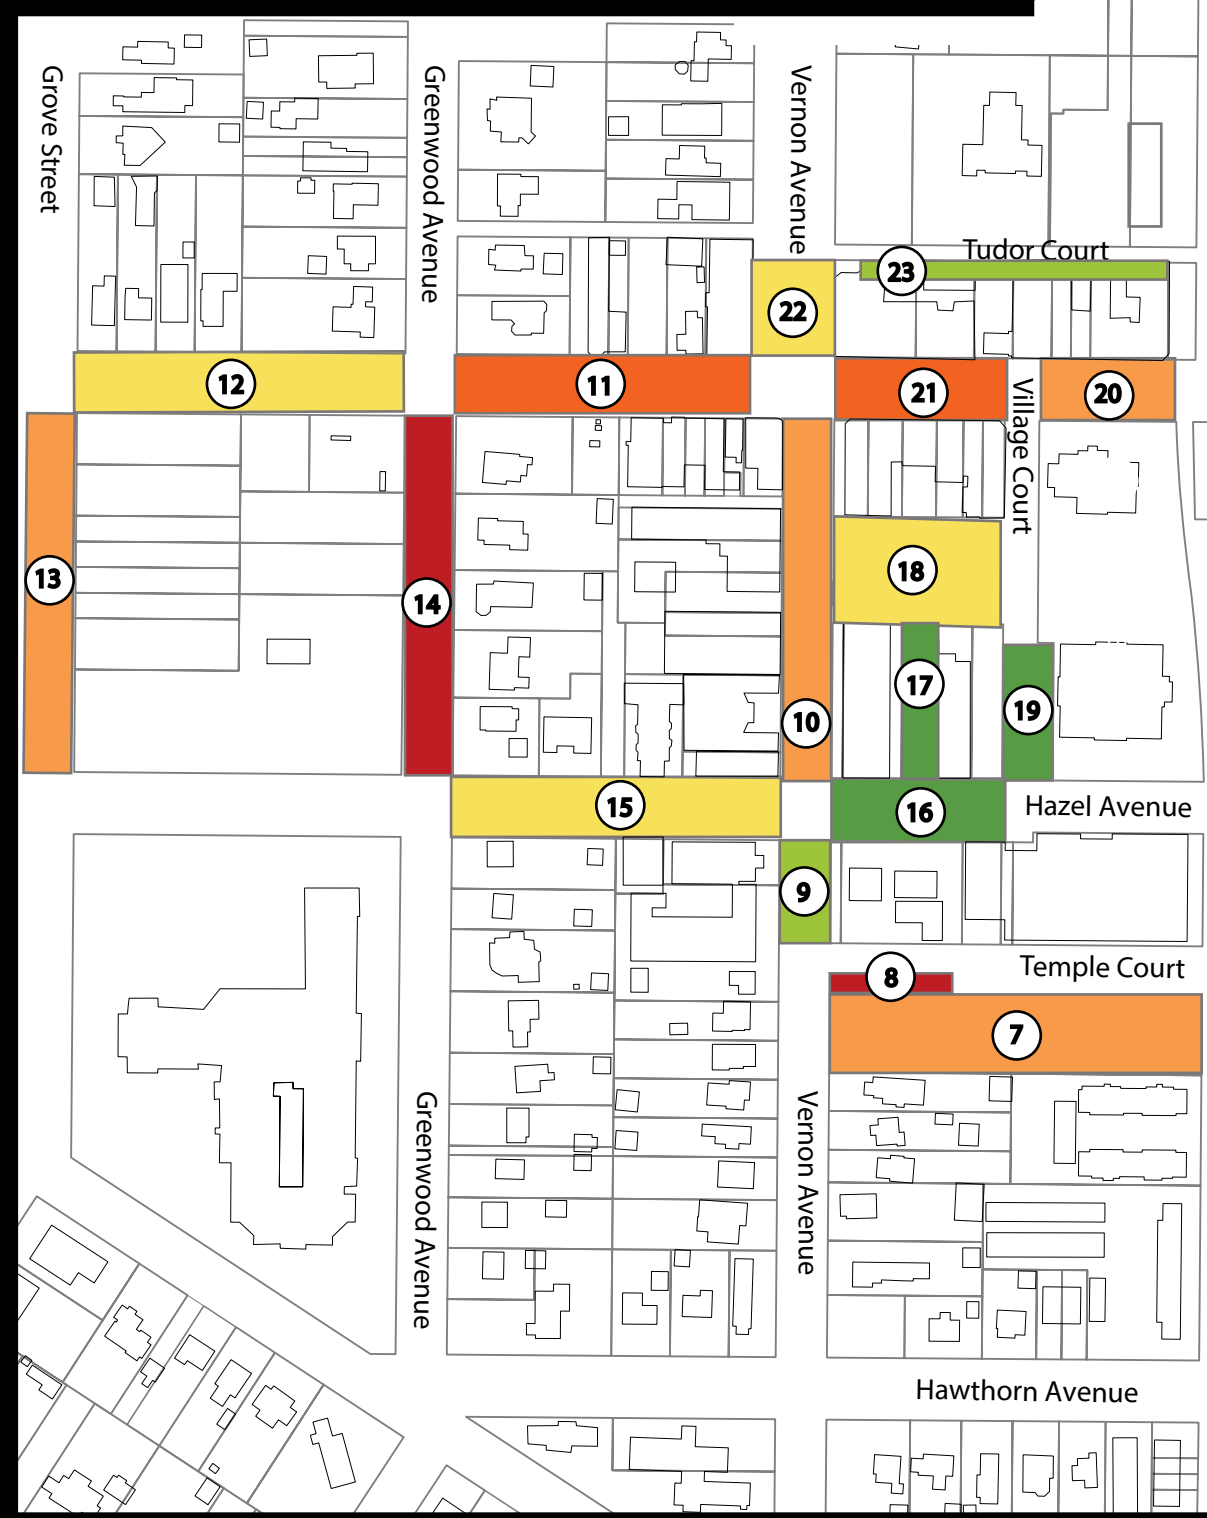 Grove Street
Greenwood Avenue
Vernon Avenue
Tudor Court
23
22
12
11
21
20
Village Court
13
14
18
17
19
10
15
16
Hazel Avenue
9
Temple Court
8
7
Greenwood Avenue
Vernon Avenue
Hawthorn Avenue